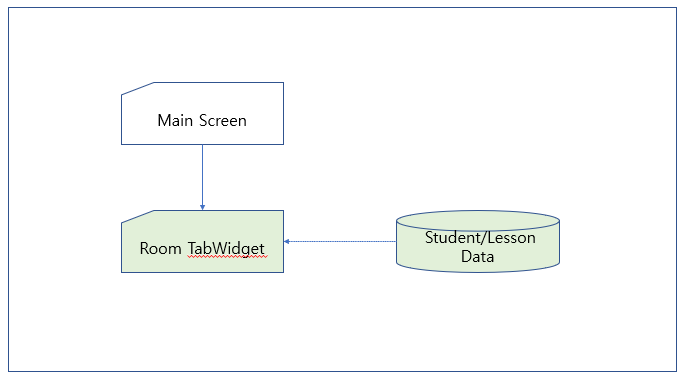 Main Screen
Room TabWidget
Student/Lesson
Data